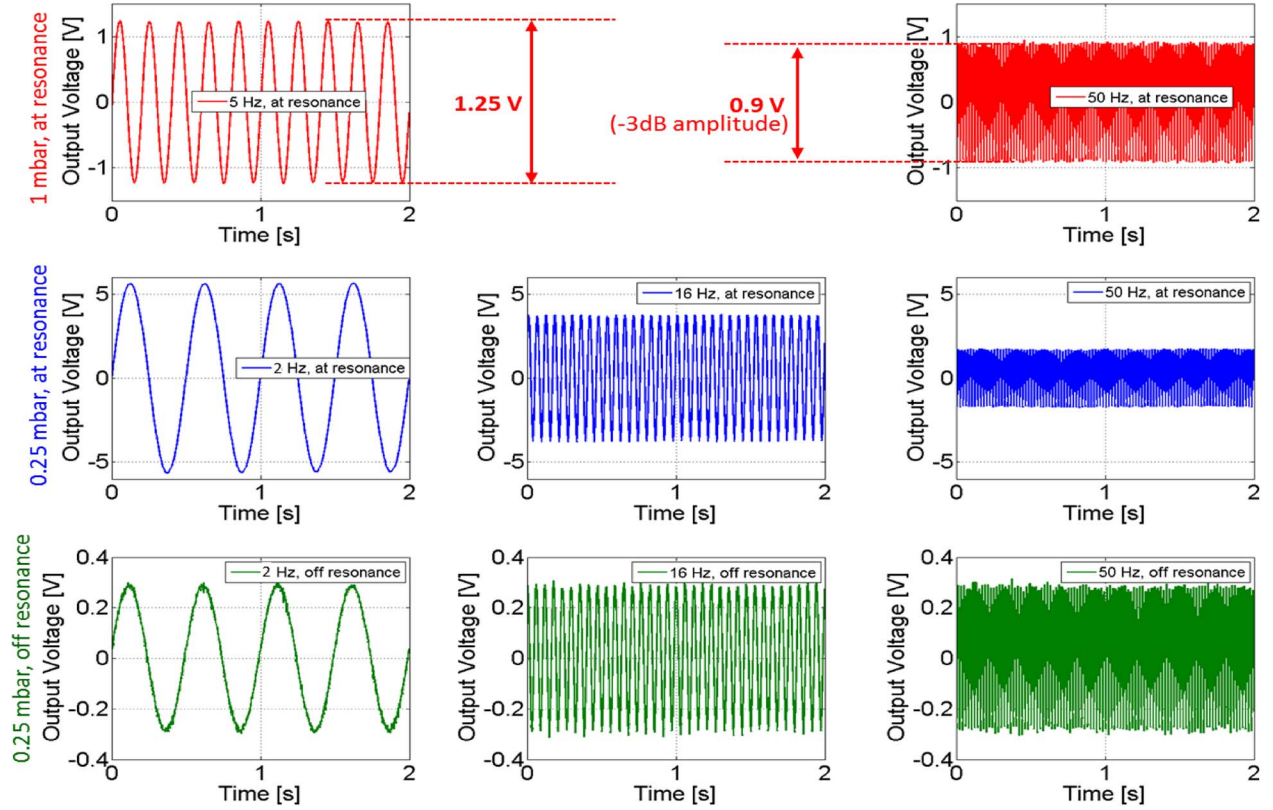 1 mbar, at resonance
Output Voltage [V]
1
0
-1
5 Hz, at resonance
0
1
2
Time [s]
1.25 V
0.9 V
(-3dB amplitude)
Output Voltage [V]
1
0
-1
50 Hz, at resonance
0
1
2
Time [s]
0.25 mbar, at resonance
Output Voltage [V]
5
0
-5
2 Hz, at resonance
0
1
2
Time [s]
Output Voltage [V]
5
0
-5
16 Hz, at resonance
0
1
2
Time [s]
Output Voltage [V]
5
0
-5
50 Hz, at resonance
0
1
2
Time [s]
0.25 mbar, off resonance
Output Voltage [V]
0.4
0.2
0
-0.2
-0.4
2 Hz, off resonance
0
1
2
Time [s]
Output Voltage [V]
0.4
0.2
0
-0.2
-0.4
16 Hz, off resonance
0
1
2
Time [s]
Output Voltage [V]
0.4
0.2
0
-0.2
-0.4
50 Hz, off resonance
0
1
2
Time [s]